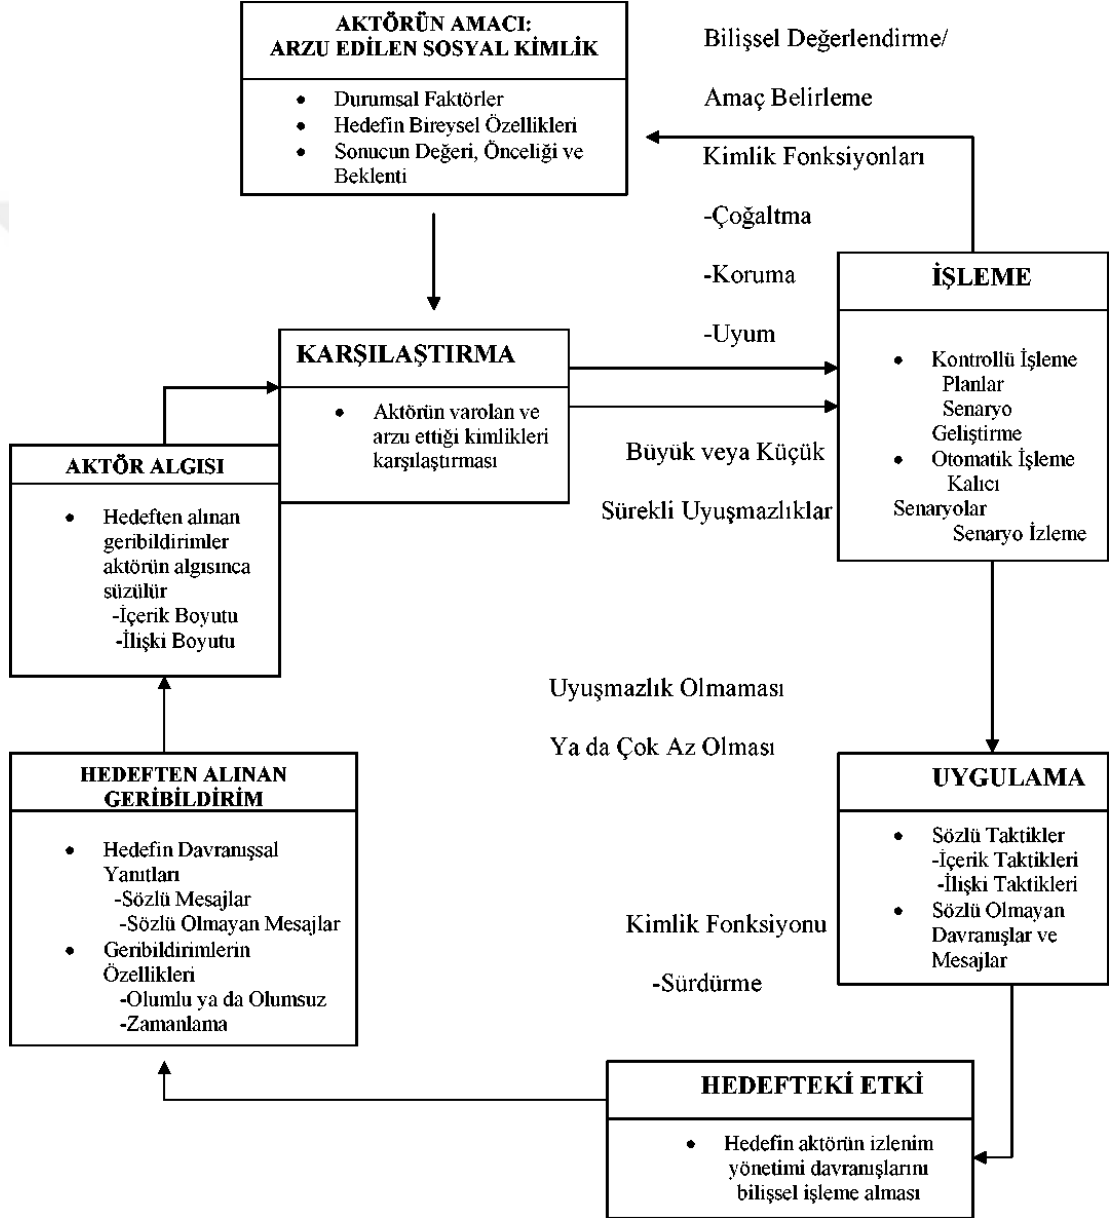 AKTÖRÜN AMACI:
ARZU EDİLEN SOSYAL KİMLİK
• Durumsal Faktörler
• Hedefin Bireysel Özellikleri
• Sonucun Değeri, Önceliği ve
Beklenti
Bilişsel Değerlendirme/
Amaç Belirleme
Kimlik Fonksiyonları
-Çoğaltma
-Koruma
-Uyum
İŞLEME
• Kontrollü İşleme
Planlar
Senaryo
Geliştirme
• Otomatik İşleme
Kalıcı
Senaryolar
Senaryo İzleme
KARŞILAŞTIRMA
• Aktörün varolan ve
arzu ettiği kimlikleri
karşılaştırması
Büyük veya Küçük
Sürekli Uyuşmazlıklar
AKTÖR ALGISI
• Hedeften alınan
geribildirimler
aktörün algısınca
süzülür
-İçerik Boyutu
-İlişki Boyutu
Uyuşmazlık Olmaması
Ya da Çok Az Olması
HEDEFTEN ALINAN
GERİBİLDİRİM
• Hedefin Davranışsal
Yanıtları
-Sözlü Mesajlar
-Sözlü Olmayan Mesajlar
• Geribildirimlerin
Özellikleri
-Olumlu ya da Olumsuz
-Zamanlama
UYGULAMA
• Sözlü Taktikler
-İçerik Taktikleri
-İlişki Taktikleri
• Sözlü Olmayan
Davranışlar ve
Mesajlar
Kimlik Fonksiyonu
-Sürdürme
HEDEFTEKİ ETKİ
• Hedefin aktörün izlenim
yönetimi davranışlarını
bilişsel işleme alması